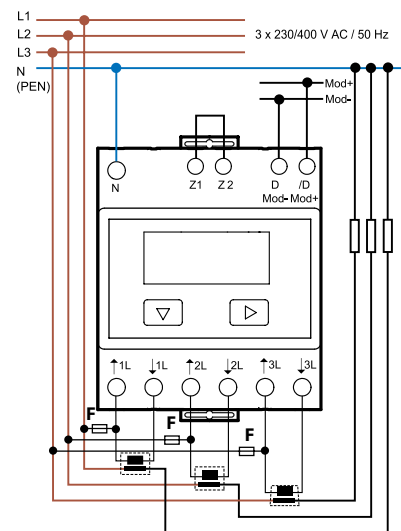 L1
L2 3 x 230/400 V AC / 50 Hz
L3
N
(PEN)
Mod+
Mod-
N Z1 Z 2 D /D
Mod- Mod+
↑1L ↓1L ↑2L ↓2L ↑3L ↓3L
F
F
F